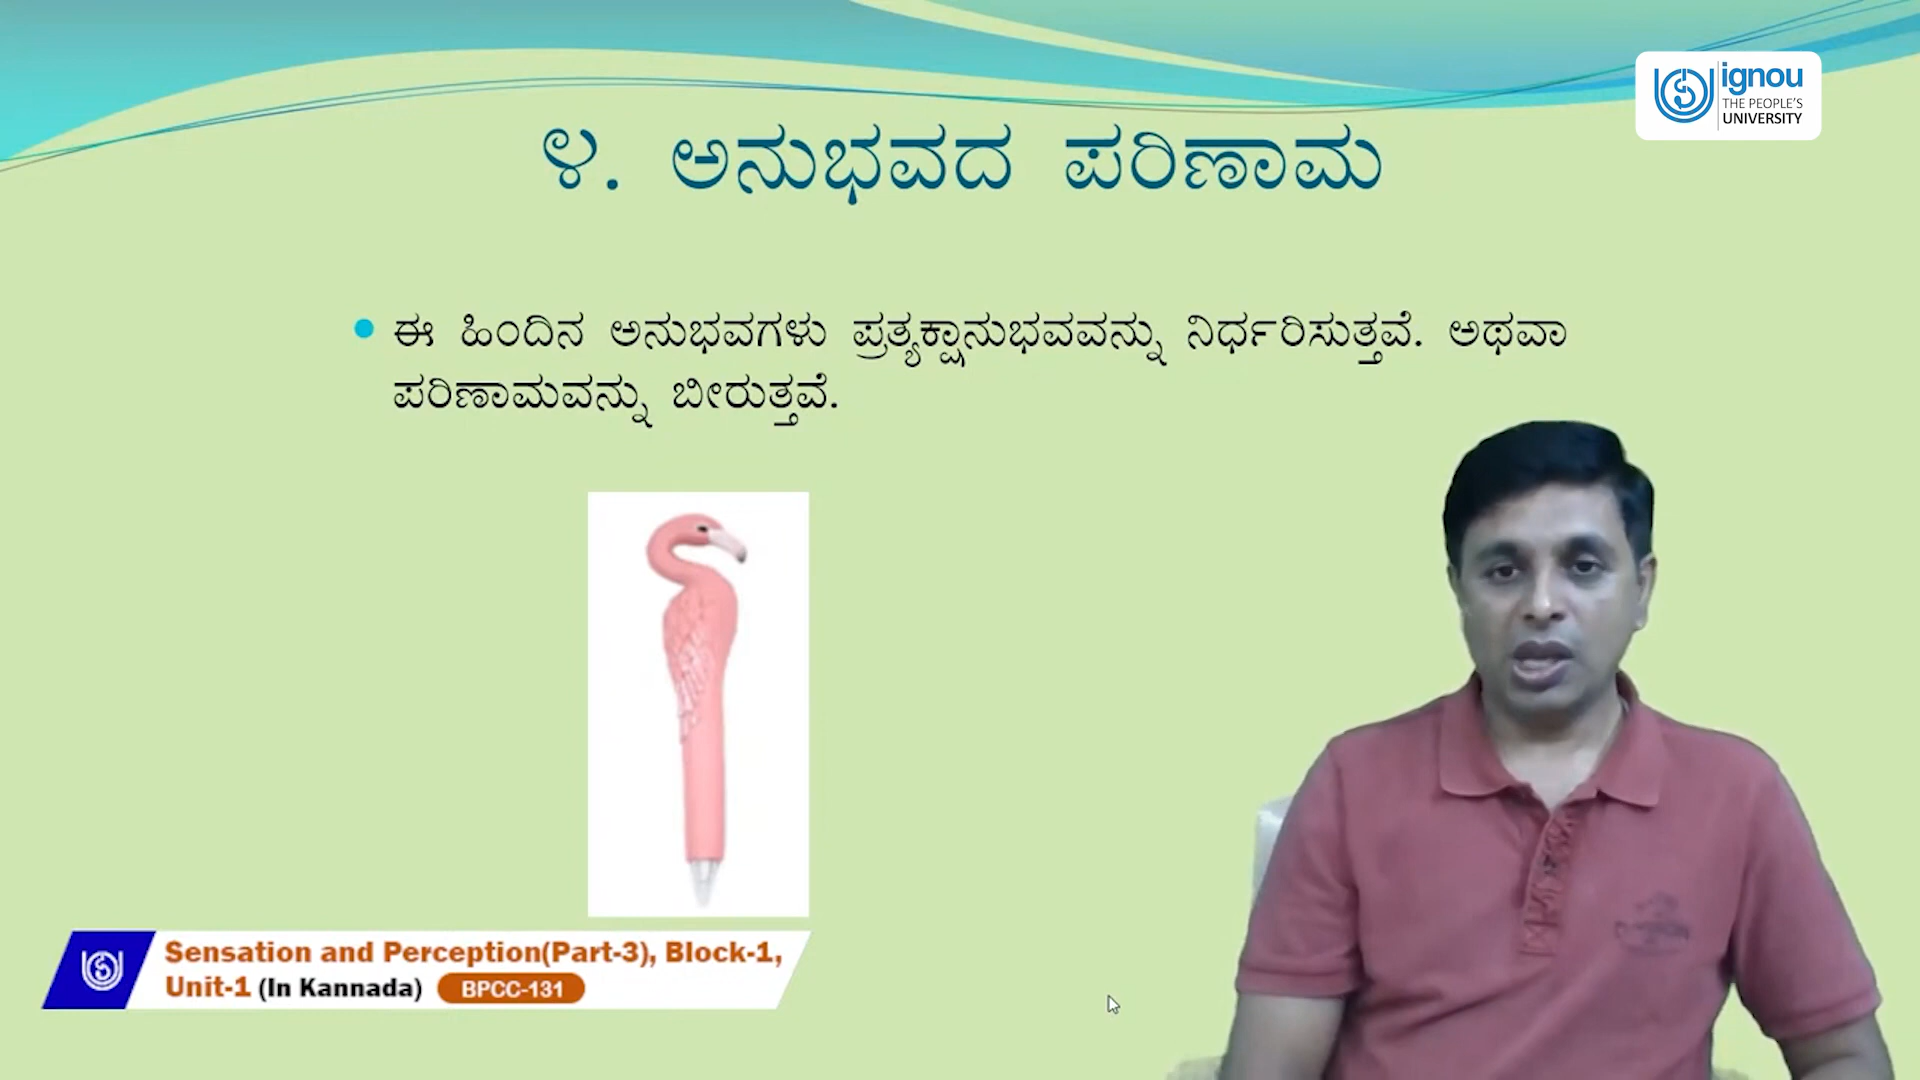 ignou
THE PEOPLE'S
UNIVERSITY
೪. ಅನುಭವದ ಪರಿಣಾಮ
ಈ ಹಿಂದಿನ ಅನುಭವಗಳು ಪ್ರತ್ಯಕ್ಷಾನುಭವವನ್ನು ನಿರ್ಧರಿಸುತ್ತವೆ. ಅಥವಾ
ಪರಿಣಾಮವನ್ನು ಬೀರುತ್ತವೆ.
Sensation and Perception(Part-3), Block-1,
Unit-1 (In Kannada) BPCC-131